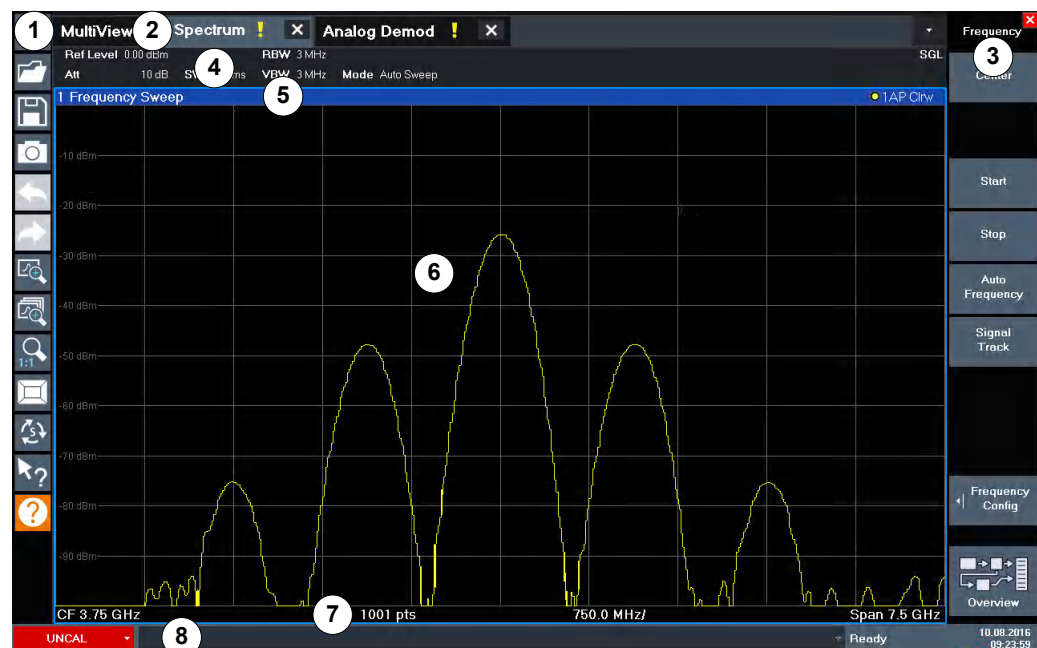 1
MultiView 2 Spectrum ! X Analog Demod ! X
Frequency
3
Center
Ref Level 0.00 dBm RBW 3 MHz SGL
Att 10 dB 4 ms VBW 3 MHz Mode Auto Sweep
1 Frequency Sweep 5 1AP Clrw
-10 dBm
-20 dBm
-30 dBm
-40 dBm
-50 dBm
-60 dBm
-70 dBm
-80 dBm
-90 dBm
6
1:1
S
?
?
Start
Stop
Auto
Frequency
Signal
Track
Frequency
Config
Overview
CF 3.75 GHz 7 1001 pts 750.0 MHz/ Span 7.5 GHz
UNCAL 8 Ready 10.08.2016
09:23:59